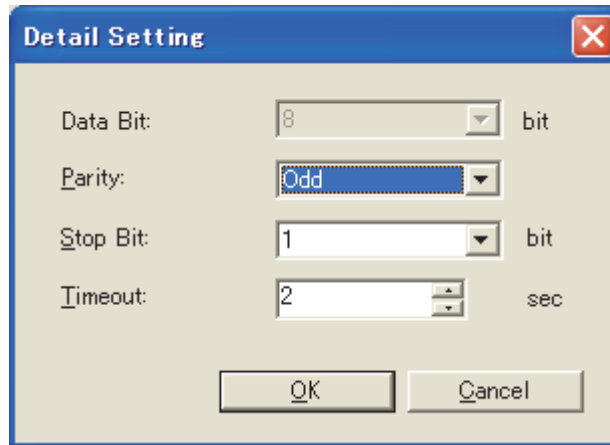 Detail Setting
Data Bit: 8 bit
Parity: Odd
Stop Bit: 1 bit
Timeout: 2 sec
OK Cancel